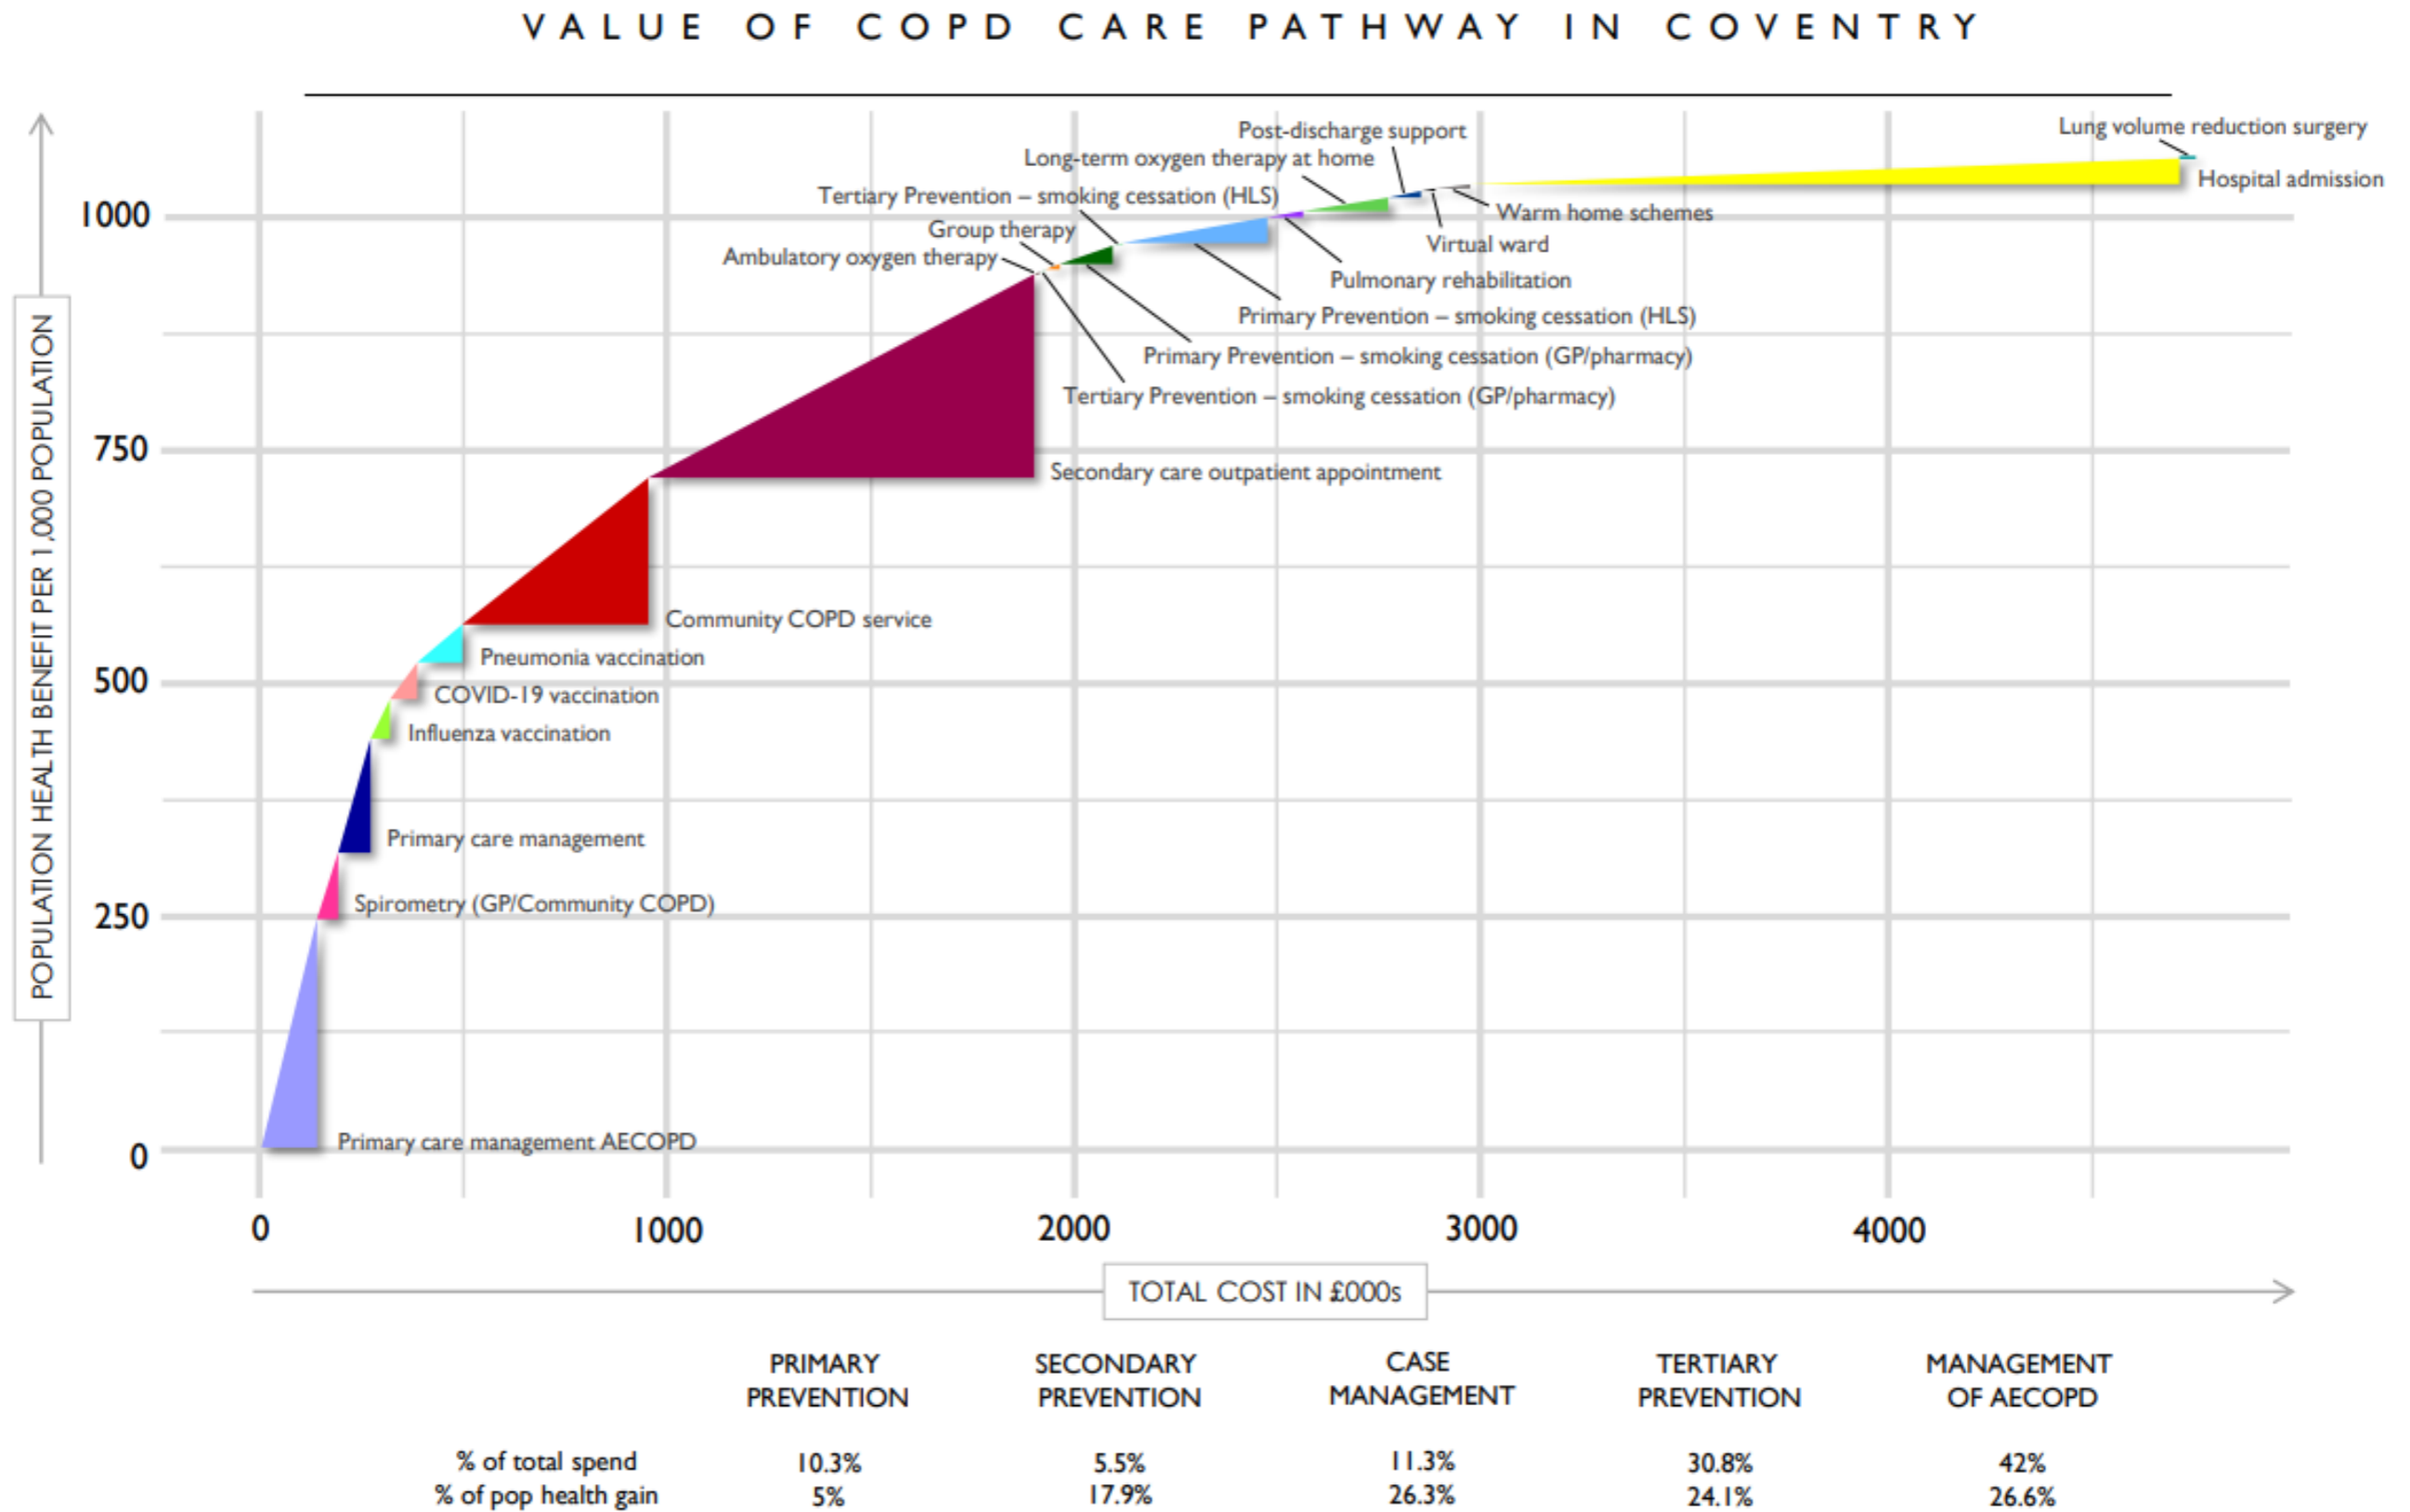 VALUE OF COPD CARE PATHWAY IN COVENTRY
POPULATION HEALTH BENEFIT PER 1,000 POPULATION
Post-discharge support
Lung volume reduction surgery
Long-term oxygen therapy at home
Hospital admission
Tertiary Prevention – smoking cessation (HLS)
1000
Warm home schemes
Group therapy
Virtual ward
Ambulatory oxygen therapy
Pulmonary rehabilitation
Primary Prevention – smoking cessation (HLS)
Primary Prevention – smoking cessation (GP/pharmacy)
Tertiary Prevention – smoking cessation (GP/pharmacy)
750
Secondary care outpatient appointment
Community COPD service
Pneumonia vaccination
500
COVID-19 vaccination
Influenza vaccination
Primary care management
Spirometry (GP/Community COPD)
250
Primary care management AECOPD
0
0 1000 2000 3000 4000
TOTAL COST IN £000s
PRIMARY SECONDARY CASE TERTIARY MANAGEMENT
PREVENTION PREVENTION MANAGEMENT PREVENTION OF AECOPD
% of total spend 10.3% 5.5% 11.3% 30.8% 42%
% of pop health gain 5% 17.9% 26.3% 24.1% 26.6%